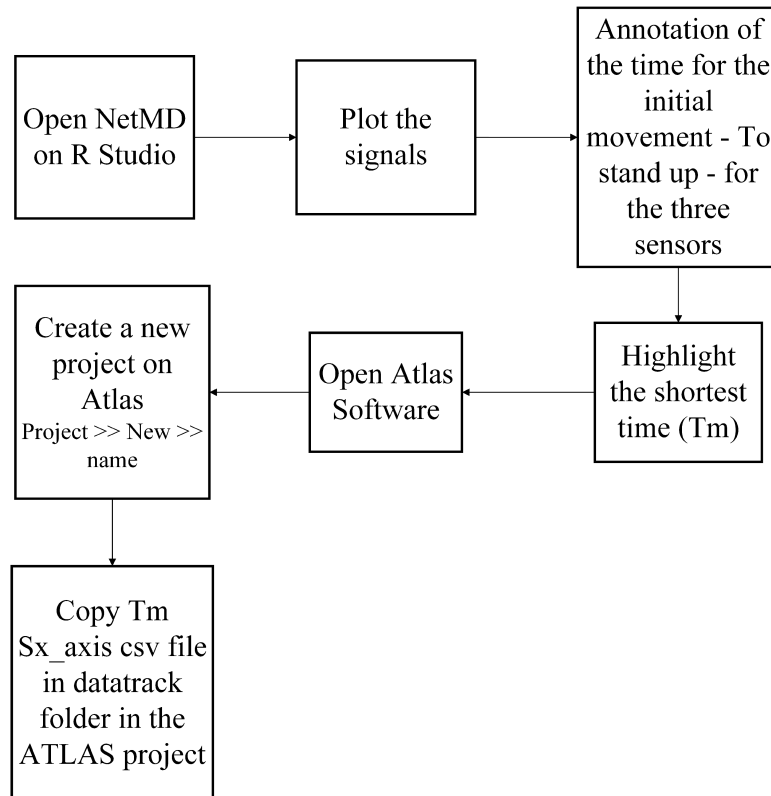 Open NetMD
on R Studio
Plot the
signals
Annotation of
the time for the
initial
movement - To
stand up - for
the three
sensors
Highlight
the shortest
time (Tm)
Open Atlas
Software
Create a new
project on
Atlas
Project >> New >>
name
Copy Tm
Sx_axis csv file
in datatrack
folder in the
ATLAS project